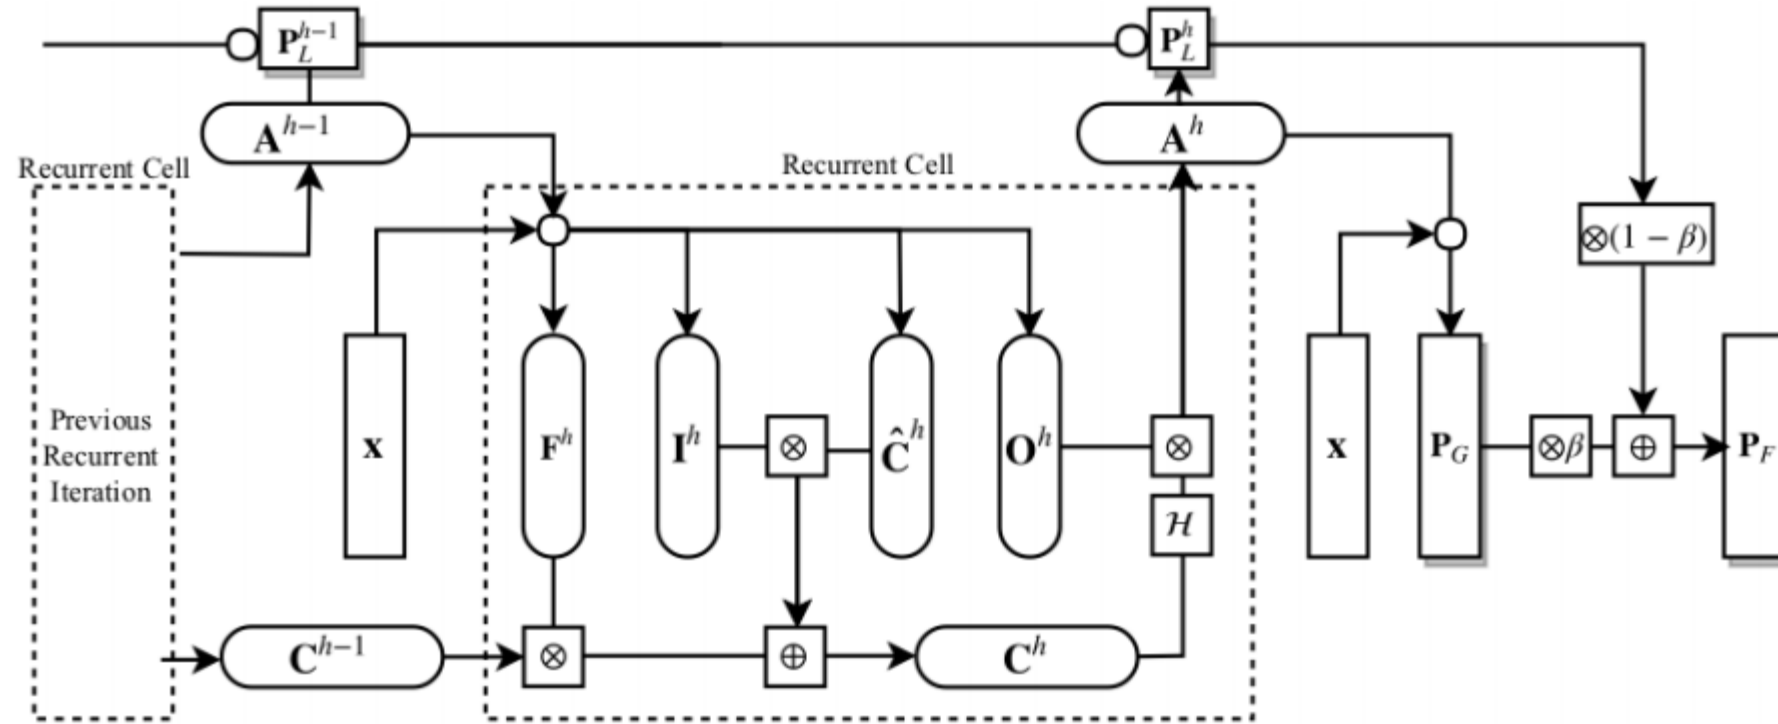 P_L^{h-1}
P_L^h
A^{h-1}
A^h
Recurrent Cell
Recurrent Cell
⊗(1 − β)
Previous
Recurrent
Iteration
x
F^h
I^h
⊗
Ĉ^h
O^h
⊗
ℋ
x
P_G
⊗β
⊕
P_F
C^{h-1}
⊗
⊕
C^h